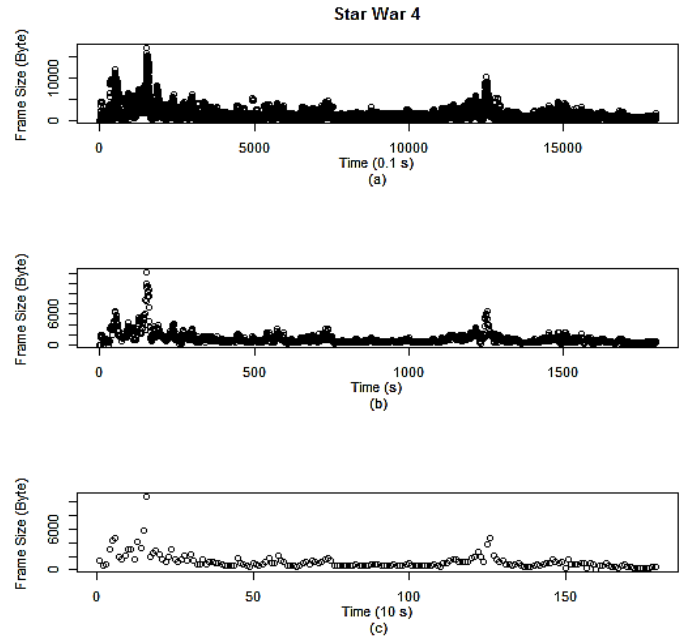 Star War 4
Frame Size (Byte)
10000
0
0 5000 10000 15000
Time (0.1 s)
(a)
Frame Size (Byte)
6000
0
0 500 1000 1500
Time (s)
(b)
Frame Size (Byte)
6000
0
0 50 100 150
Time (10 s)
(c)